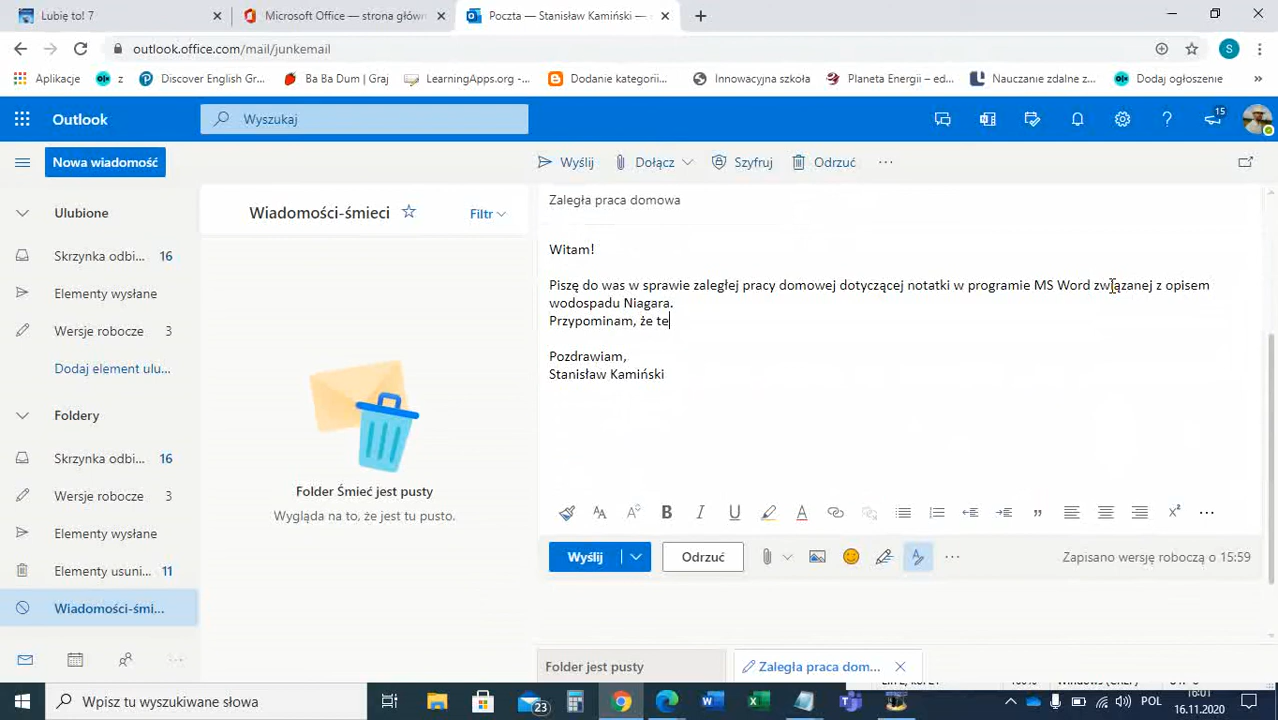 Lubię to! 7
Microsoft Office — strona główn
Poczta — Stanisław Kamiński —
outlook.office.com/mail/junkemail
S
Aplikacje
z
Discover English Gr...
Ba Ba Dum | Graj
LearningApps.org -...
Dodanie kategorii...
Innowacyjna szkoła
Planeta Energii – ed...
Nauczanie zdalne z...
Dodaj ogłoszenie
»
Outlook
Wyszukaj
15
Nowa wiadomość
Wyślij
Dołącz
Szyfruj
Odrzuć
Ulubione
Wiadomości-śmieci
Filtr
Zaległa praca domowa
Skrzynka odbi... 16
Elementy wysłane
Wersje robocze 3
Dodaj element ulu...
Foldery
Skrzynka odbi... 16
Wersje robocze 3
Elementy wysłane
Elementy usuni... 11
Wiadomości-śmi...
Folder Śmieć jest pusty
Wygląda na to, że jest tu pusto.
Witam!
Piszę do was w sprawie zaległej pracy domowej dotyczącej notatki w programie MS Word związanej z opisem
wodospadu Niagara.
Przypominam, że te
Pozdrawiam,
Stanisław Kamiński
Wyślij
Odrzuć
Zapisano wersję roboczą o 15:59
Folder jest pusty
Zaległa praca dom...
Wpisz tu wyszukiwane słowa
23
POL
16:01
16.11.2020